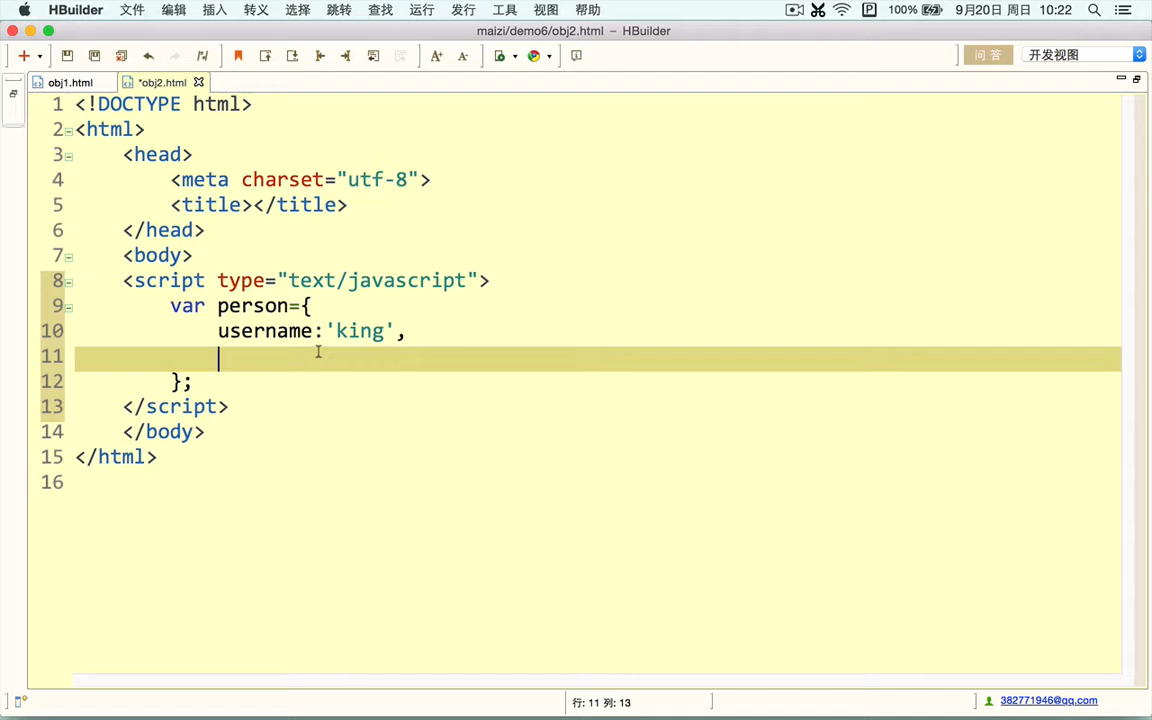 HBuilder 文件 编辑 插入 转义 选择 跳转 查找 运行 发行 工具 视图 帮助 100% 9月20日 周日 10:22
maizi/demo6/obj2.html – HBuilder
问 答 开发视图
obj1.html *obj2.html
1 <!DOCTYPE html>
2 <html>
3 <head>
4 <meta charset="utf-8">
5 <title></title>
6 </head>
7 <body>
8 <script type="text/javascript">
9 var person={
10 username:'king',
11
12 };
13 </script>
14 </body>
15 </html>
16
行: 11 列: 13
382771946@qq.com